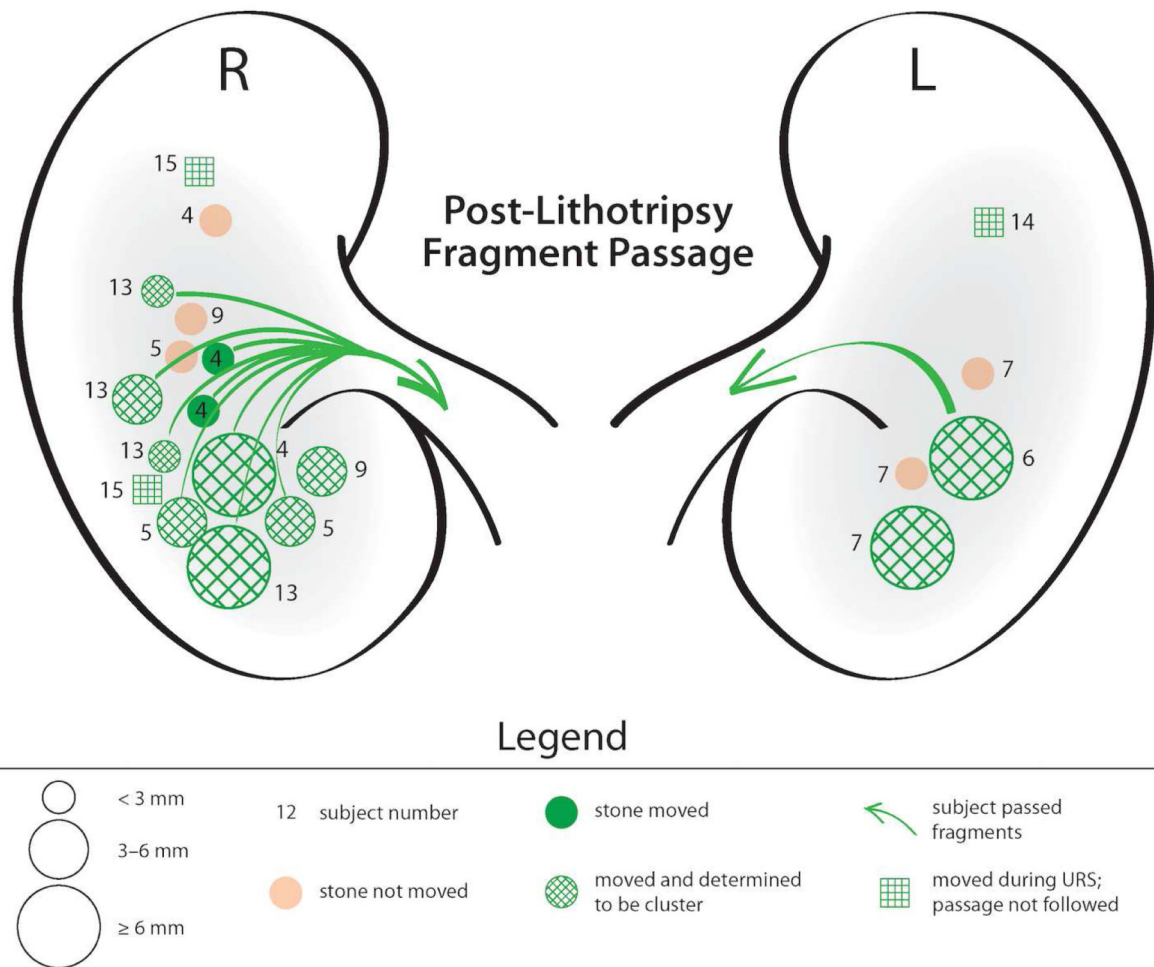 R
L
Post-Lithotripsy
Fragment Passage
15
4
13
9
5
4
13
4
13
4
9
15
5
5
13
14
7
7
6
7
Legend
< 3 mm
3–6 mm
≥ 6 mm
12 subject number
stone not moved
stone moved
moved and determined
to be cluster
subject passed
fragments
moved during URS;
passage not followed